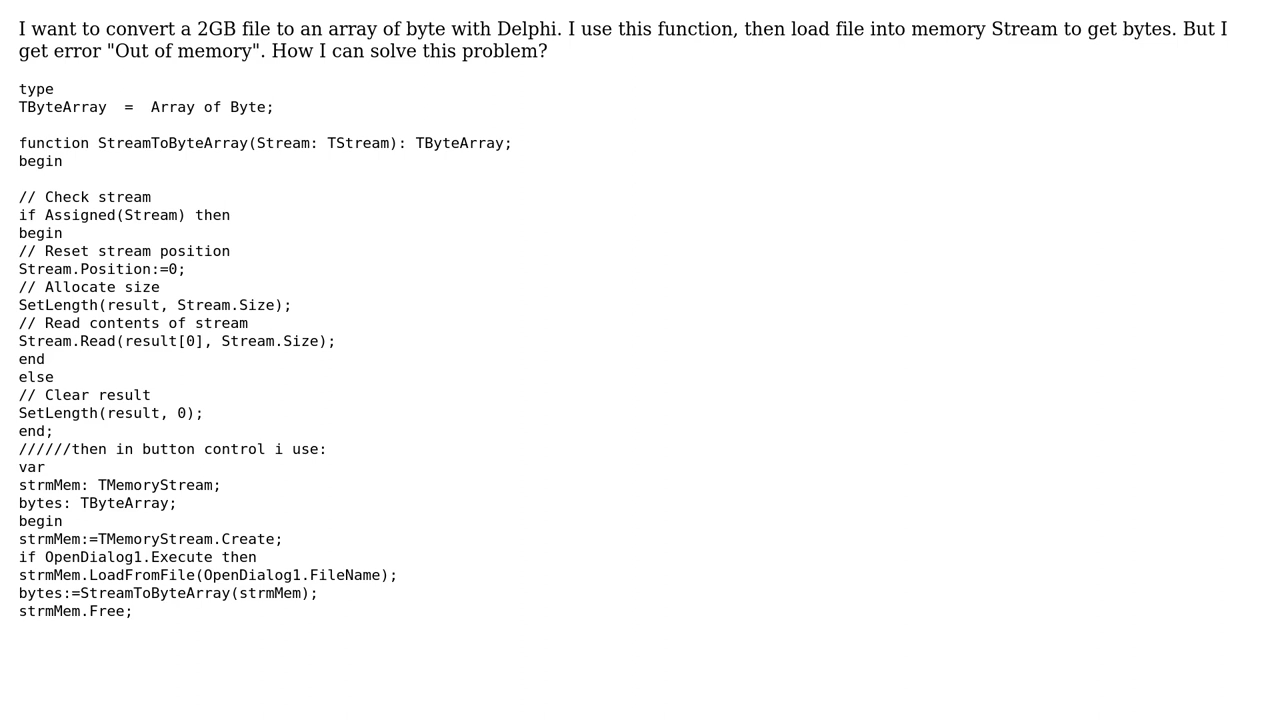 I want to convert a 2GB file to an array of byte with Delphi. I use this function, then load file into memory Stream to get bytes. But I
get error "Out of memory". How I can solve this problem?
type
TByteArray  =  Array of Byte;
function StreamToByteArray(Stream: TStream): TByteArray;
begin
// Check stream
if Assigned(Stream) then
begin
// Reset stream position
Stream.Position:=0;
// Allocate size
SetLength(result, Stream.Size);
// Read contents of stream
Stream.Read(result[0], Stream.Size);
end
else
// Clear result
SetLength(result, 0);
end;
//////then in button control i use:
var
strmMem: TMemoryStream;
bytes: TByteArray;
begin
strmMem:=TMemoryStream.Create;
if OpenDialog1.Execute then
strmMem.LoadFromFile(OpenDialog1.FileName);
bytes:=StreamToByteArray(strmMem);
strmMem.Free;